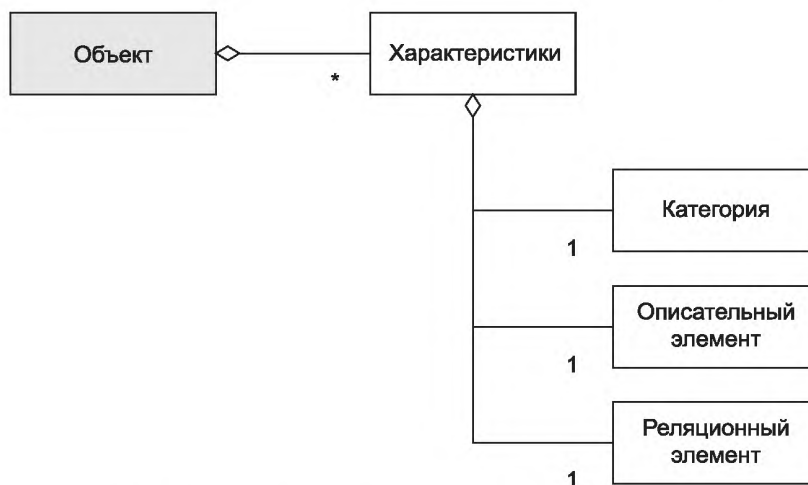 Объект
Характеристики
*
Категория
1
Описательный
элемент
1
Реляционный
элемент
1